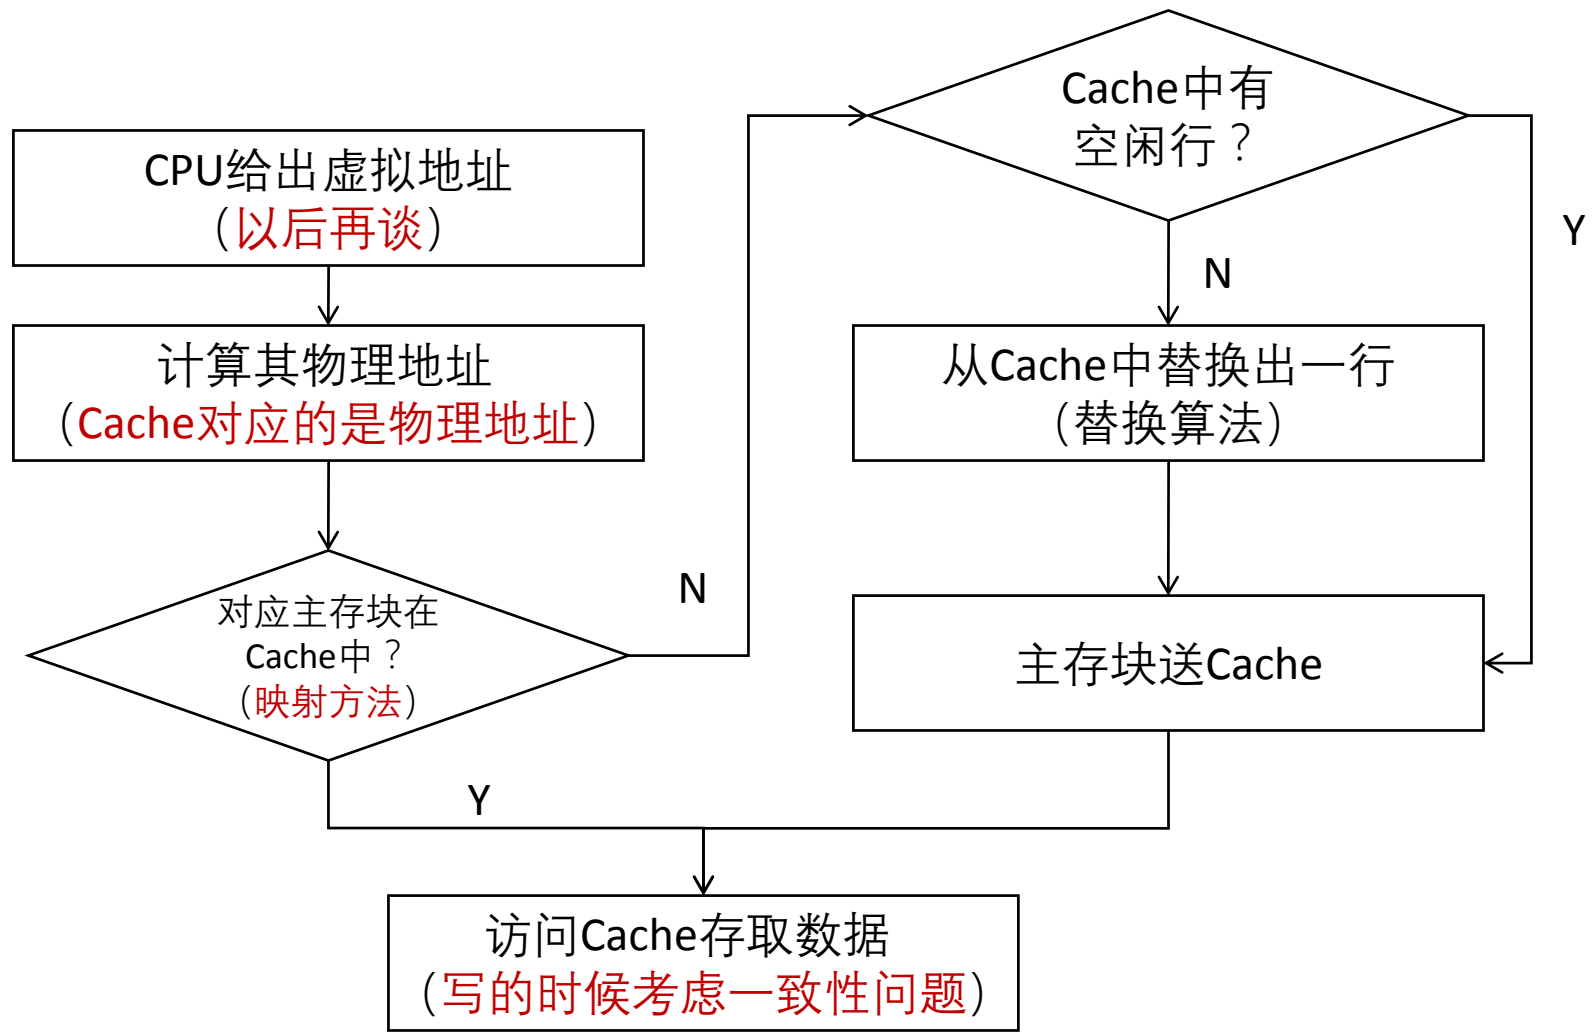 CPU给出虚拟地址
（以后再谈）
计算其物理地址
（Cache对应的是物理地址）
对应主存块在
Cache中？
（映射方法）
N
Y
Cache中有
空闲行？
N
Y
从Cache中替换出一行
（替换算法）
主存块送Cache
访问Cache存取数据
（写的时候考虑一致性问题）